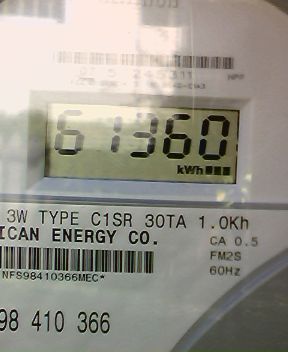 61360
kWh
3W TYPE C1SR 30TA 1.0Kh
ICAN ENERGY CO.
CA 0.5
FM2S
60Hz
NFS98410366MEC*
98 410 366